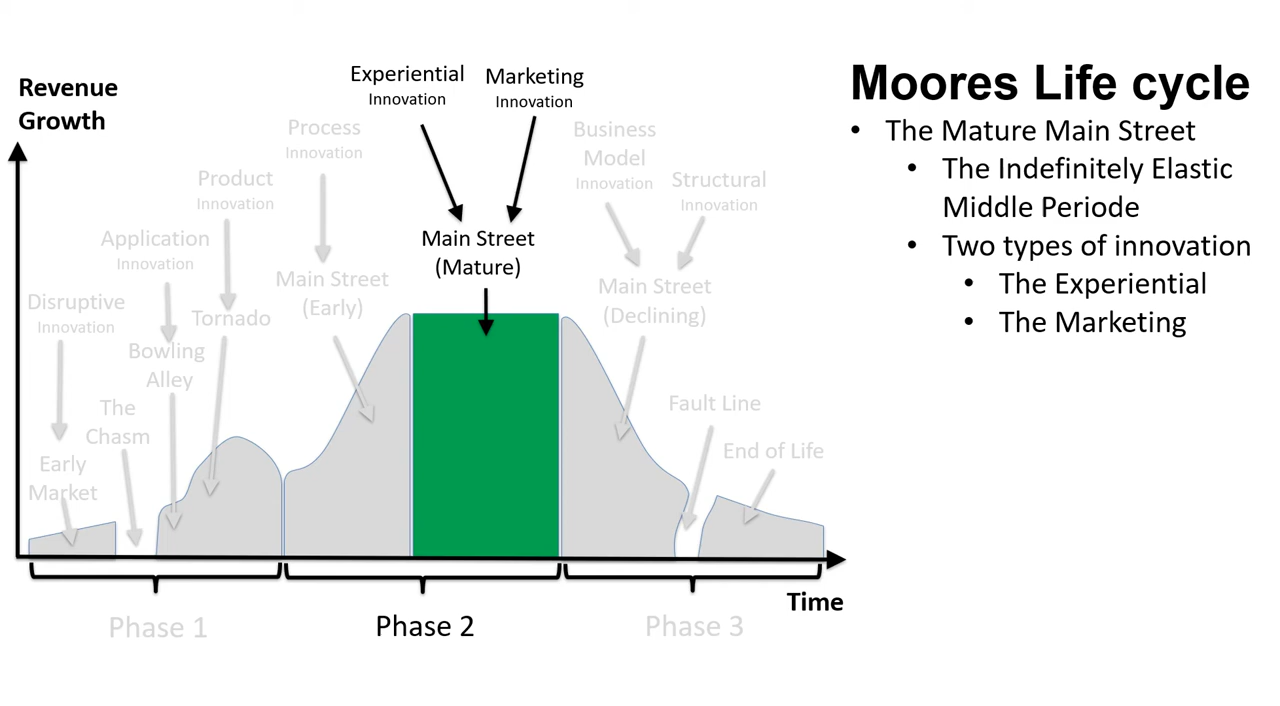 Moores Life cycle
• The Mature Main Street
• The Indefinitely Elastic
Middle Periode
• Two types of innovation
• The Experiential
• The Marketing
Revenue
Growth
Experiential
Innovation
Marketing
Innovation
Process
Innovation
Business
Model
Innovation
Structural
Innovation
Product
Innovation
Application
Innovation
Main Street
(Mature)
Main Street
(Early)
Main Street
(Declining)
Disruptive
Innovation
Tornado
Bowling
Alley
The
Chasm
Early
Market
Fault Line
End of Life
Time
Phase 1
Phase 2
Phase 3